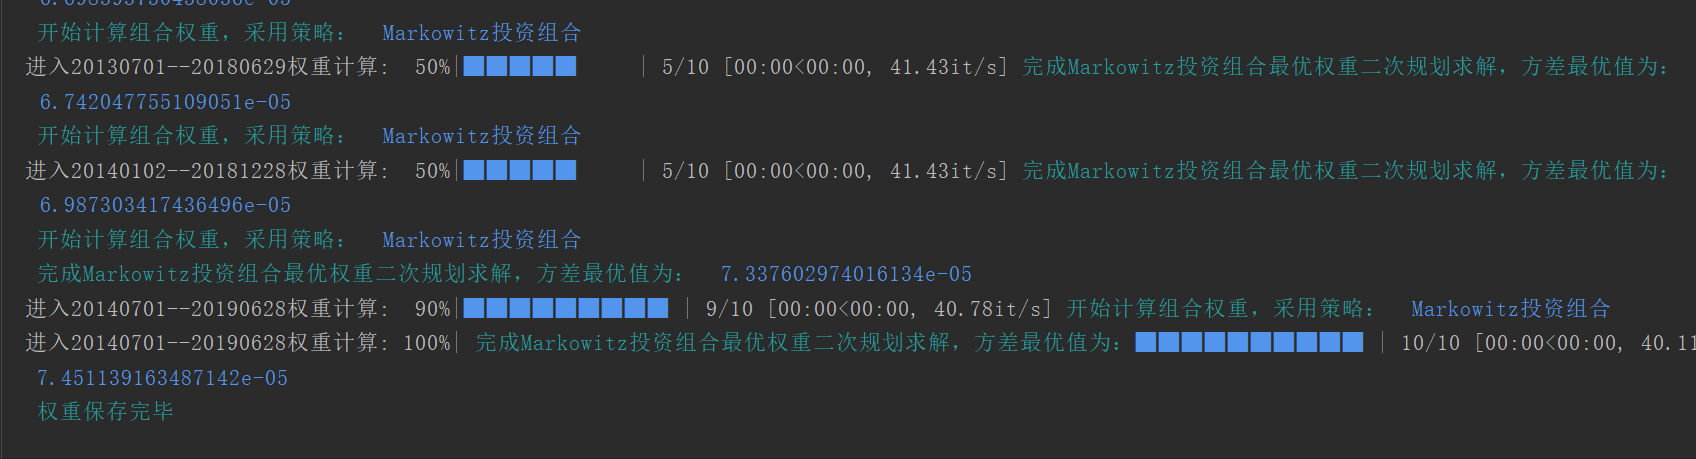 开始计算组合权重，采用策略： Markowitz投资组合
进入20130701--20180629权重计算: 50%|█████     | 5/10 [00:00<00:00, 41.43it/s] 完成Markowitz投资组合最优权重二次规划求解，方差最优值为：
6.742047755109051e-05
开始计算组合权重，采用策略： Markowitz投资组合
进入20140102--20181228权重计算: 50%|█████     | 5/10 [00:00<00:00, 41.43it/s] 完成Markowitz投资组合最优权重二次规划求解，方差最优值为：
6.987303417436496e-05
开始计算组合权重，采用策略： Markowitz投资组合
完成Markowitz投资组合最优权重二次规划求解，方差最优值为： 7.337602974016134e-05
进入20140701--20190628权重计算: 90%|█████████ | 9/10 [00:00<00:00, 40.78it/s] 开始计算组合权重，采用策略： Markowitz投资组合
进入20140701--20190628权重计算: 100%| 完成Markowitz投资组合最优权重二次规划求解，方差最优值为：██████████ | 10/10 [00:00<00:00, 40.11
7.451139163487142e-05
权重保存完毕